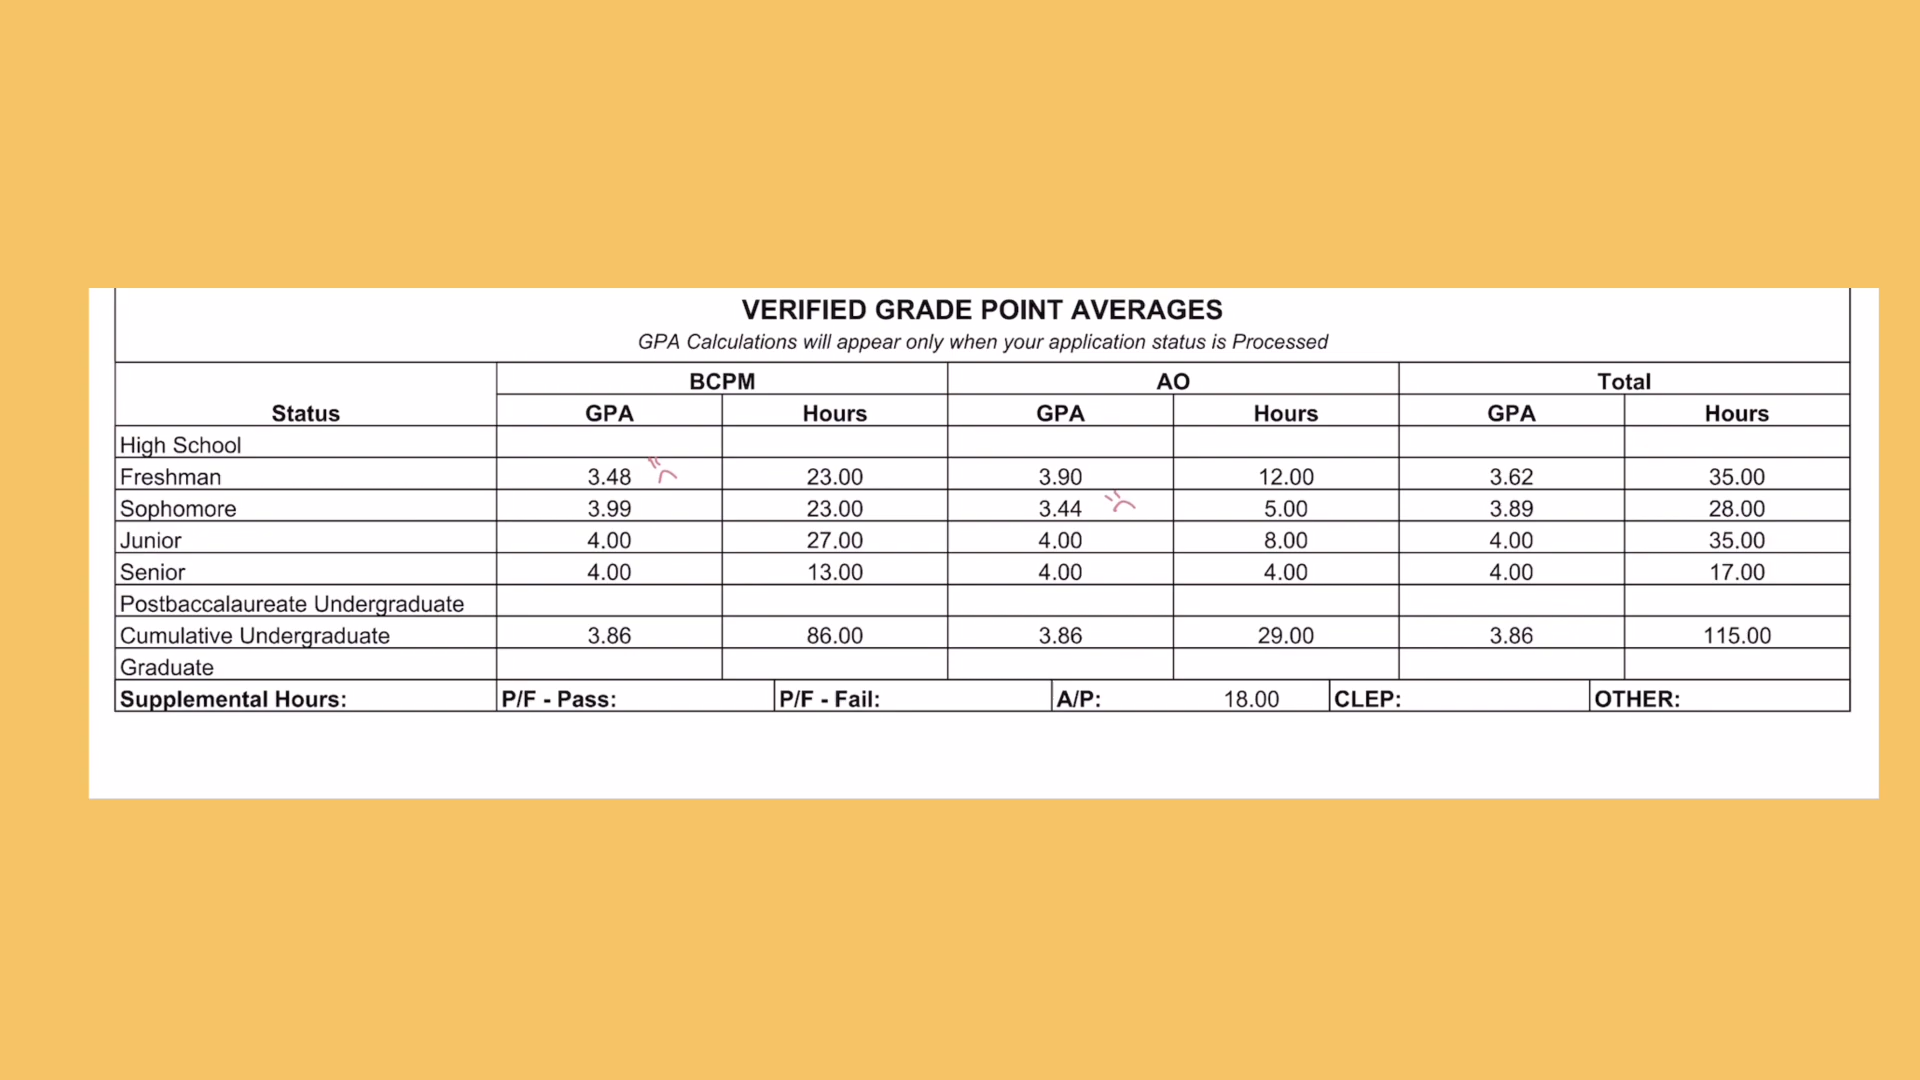 VERIFIED GRADE POINT AVERAGES
GPA Calculations will appear only when your application status is Processed
Status BCPM AO Total
GPA Hours GPA Hours GPA Hours
High School
Freshman 3.48 23.00 3.90 12.00 3.62 35.00
Sophomore 3.99 23.00 3.44 5.00 3.89 28.00
Junior 4.00 27.00 4.00 8.00 4.00 35.00
Senior 4.00 13.00 4.00 4.00 4.00 17.00
Postbaccalaureate Undergraduate
Cumulative Undergraduate 3.86 86.00 3.86 29.00 3.86 115.00
Graduate
Supplemental Hours: P/F - Pass: P/F - Fail: A/P: 18.00 CLEP: OTHER: